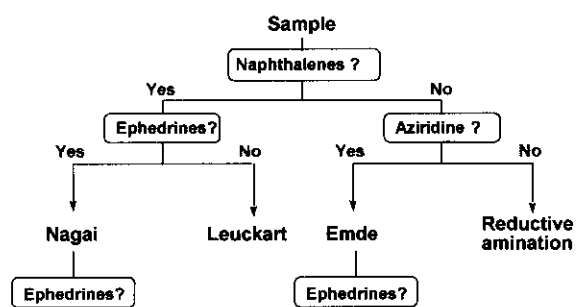 Sample
Naphthalenes ?
Yes
No
Ephedrines?
Aziridine ?
Yes
No
Yes
No
Nagai
Leuckart
Emde
Reductive
amination
Ephedrines?
Ephedrines?